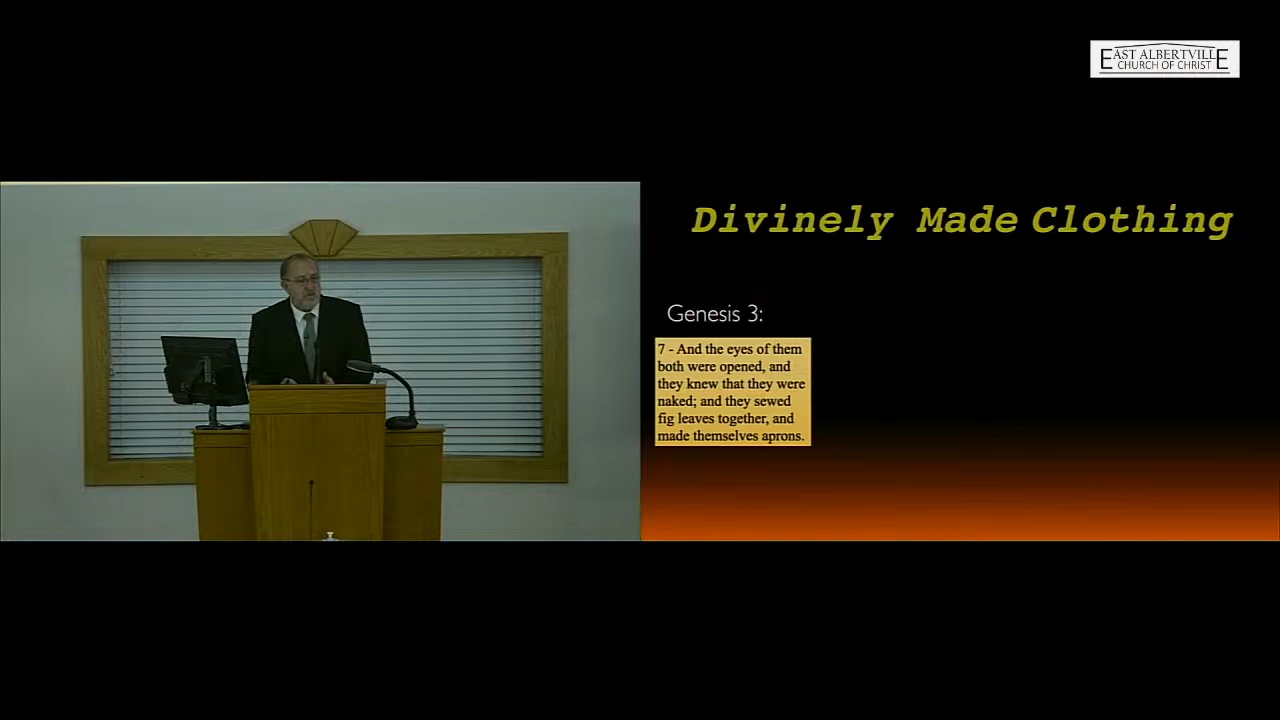 EAST ALBERTVILLE
CHURCH OF CHRIST
Divinely Made Clothing
Genesis 3:
7 - And the eyes of them
both were opened, and
they knew that they were
naked; and they sewed
fig leaves together, and
made themselves aprons.